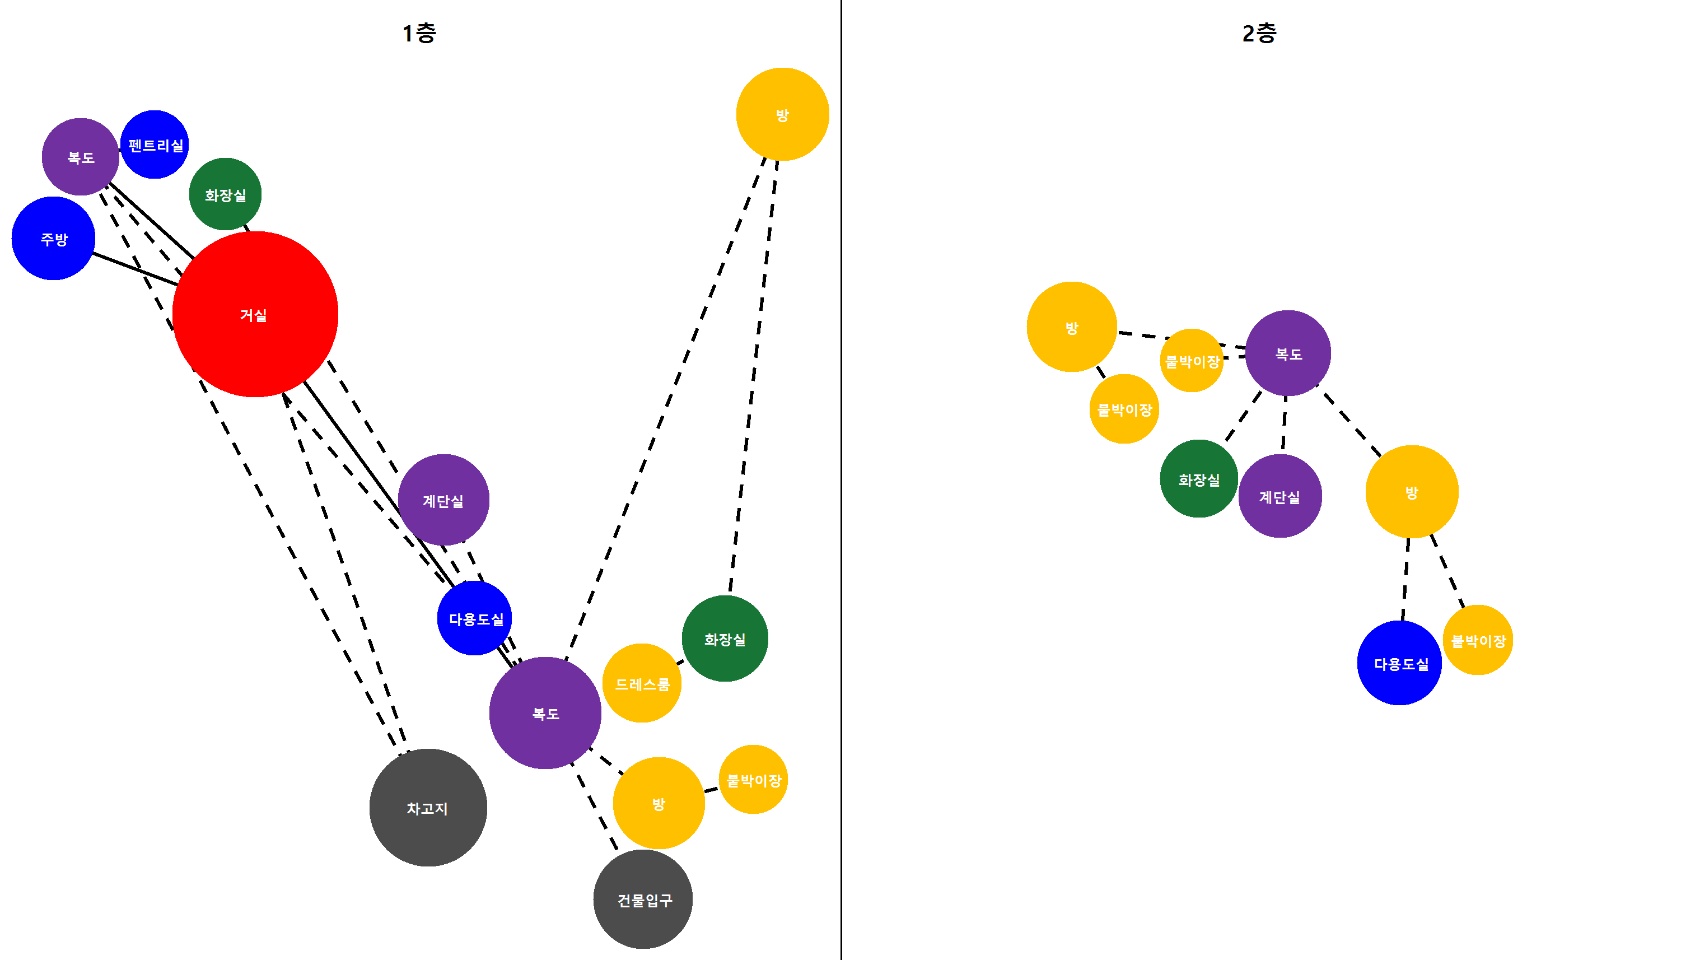 1층
2층
방
펜트리실
복도
화장실
주방
거실
계단실
다용도실
화장실
드레스룸
복도
붙박이장
방
차고지
건물입구
방
복도
붙박이장
붙박이장
화장실
계단실
방
붙박이장
다용도실